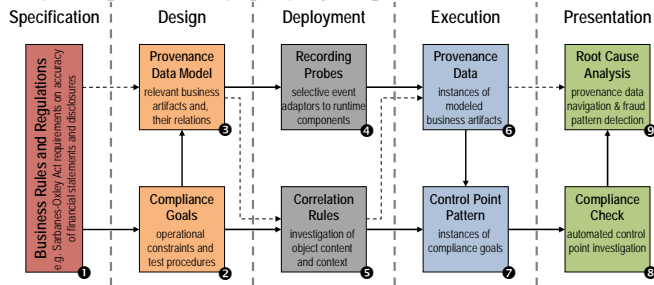 Specification
Design
Deployment
Execution
Presentation
Business Rules and Regulations
e.g. Sarbanes-Oxley Act requirements on accuracy
of financial statements and disclosures
1
Provenance
Data Model
relevant business
artifacts and,
their relations
3
Recording
Probes
selective event
adaptors to runtime
components
4
Provenance
Data
instances of
modeled
business artifacts
6
Root Cause
Analysis
provenance data
navigation & fraud
pattern detection
9
Compliance
Goals
operational
constraints and
test procedures
2
Correlation
Rules
investigation of
object content
and context
5
Control Point
Pattern
instances of
compliance goals
7
Compliance
Check
automated control
point investigation
8